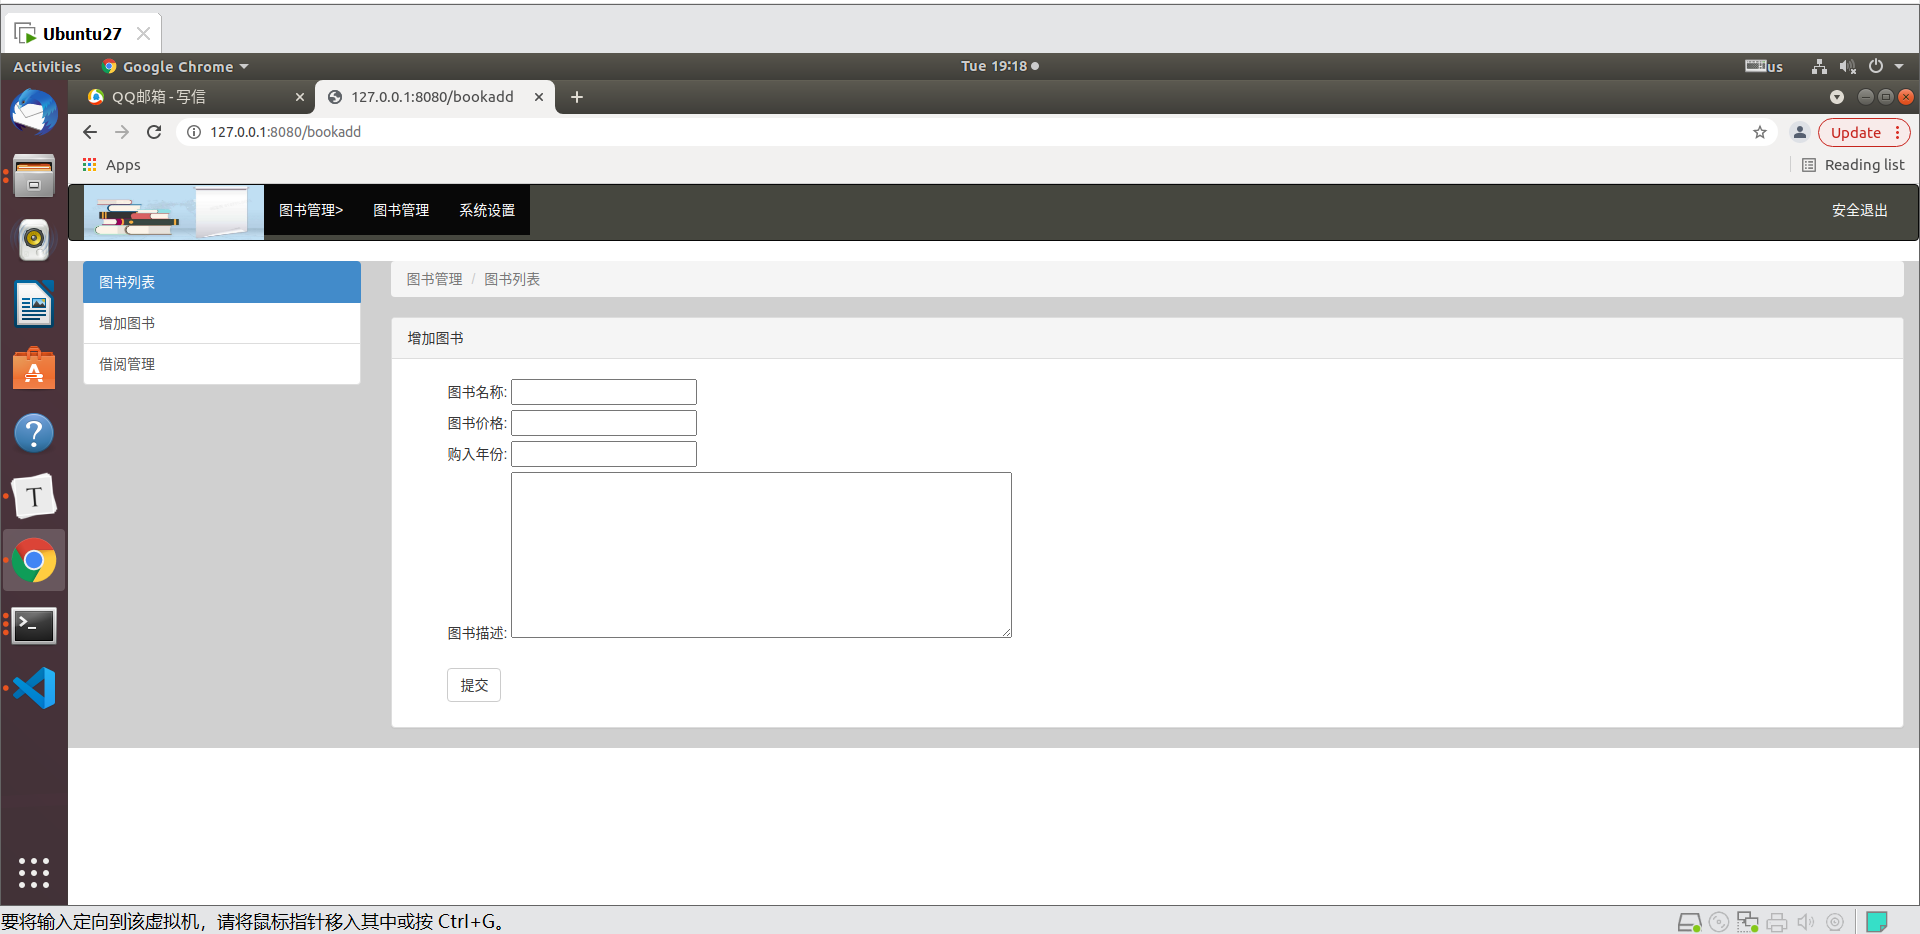 Ubuntu27
Activities Google Chrome Tue 19:18 us
QQ邮箱 - 写信 127.0.0.1:8080/bookadd
127.0.0.1:8080/bookadd Update
Apps Reading list
图书管理> 图书管理 系统设置 安全退出
图书列表 图书管理 / 图书列表
增加图书 增加图书
借阅管理
图书名称:
图书价格:
购入年份:
图书描述:
提交
要将输入定向到该虚拟机，请将鼠标指针移入其中或按 Ctrl+G。